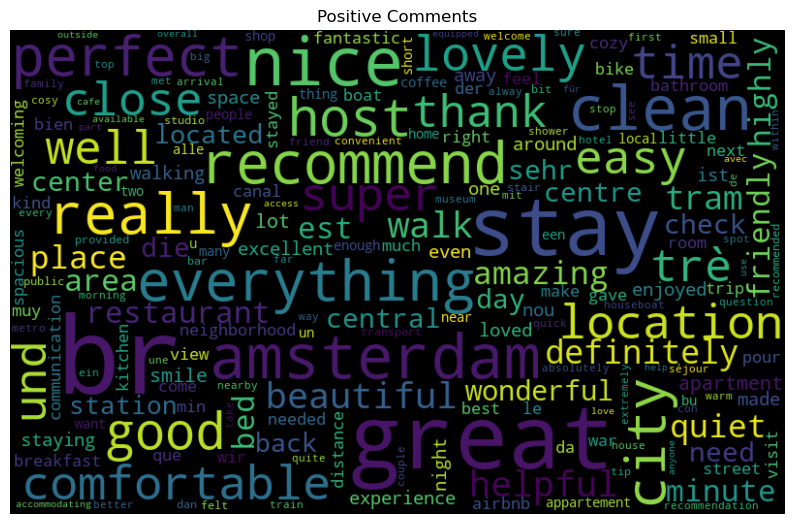 Positive Comments
outside
overall
big
equipped
welcome
sure
first
perfect
nice
fantastic
short
lovely
time
cozy
small
shop
coffee
away
feel
bike
family
top
met
arrival
thing
boat
der
alway
bit
für
bathroom
highly
cosy
cafe
close
space
stayed
host
thank
clean
available
studio
people
home
right
stop
see
within
welcoming
bien
part
located
friend
convenient
around
shower
hotel
local
little
well
alle
recommend
easy
next
food
walking
sehr
avec
center
two
canal
super
one
centre
tram
ist
de
kind
every
man
access
museum
stair
mit
check
friendly
really
lot
est
walk
stay
een
room
spot
use
recommended
spacious
provided
die
u
many
excellent
enough
much
even
trè
place
bar
far
amazing
public
area
everything
day
nou
make
enjoyed
gave
trip
question
morning
muy
restaurant
way
central
near
houseboat
location
metro
neighborhood
un
transport
loved
quick
communication
kitchen
une
br
amsterdam
definitely
ein
view
absolutely
help
séjour
pour
und
smile
come
nearby
beautiful
wonderful
extremely
apartment
station
min
want
take
needed
best
le
love
bu
con
warm
made
good
bed
city
quiet
staying
back
great
da
war
house
anyone
visit
breakfast
que
wir
quite
couple
distance
night
helpful
tip
need
street
comfortable
experience
airbnb
appartement
minute
accommodating
better
dan
felt
train
recommendation